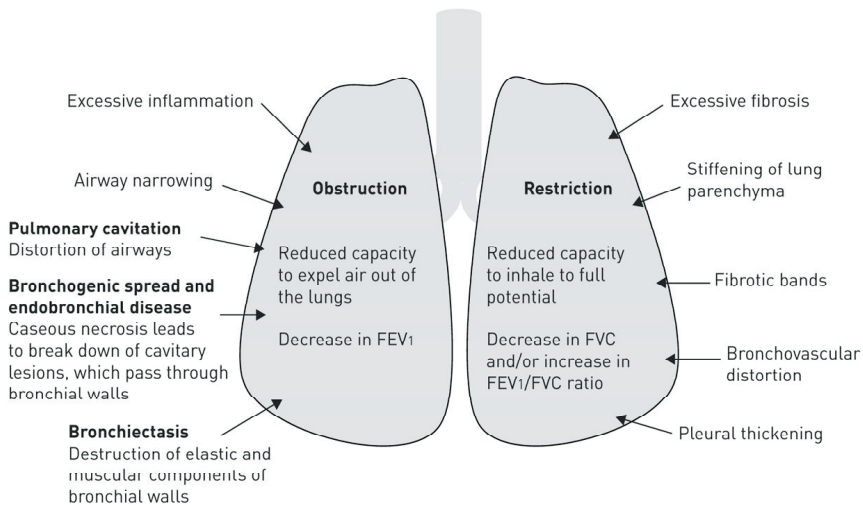 Excessive inflammation
Airway narrowing
Pulmonary cavitation
Distortion of airways
Bronchogenic spread and
endobronchial disease
Caseous necrosis leads
to break down of cavitary
lesions, which pass through
bronchial walls
Bronchiectasis
Destruction of elastic and
muscular components of
bronchial walls
Obstruction
Reduced capacity
to expel air out of
the lungs
Decrease in FEV1
Restriction
Reduced capacity
to inhale to full
potential
Decrease in FVC
and/or increase in
FEV1/FVC ratio
Excessive fibrosis
Stiffening of lung
parenchyma
Fibrotic bands
Bronchovascular
distortion
Pleural thickening